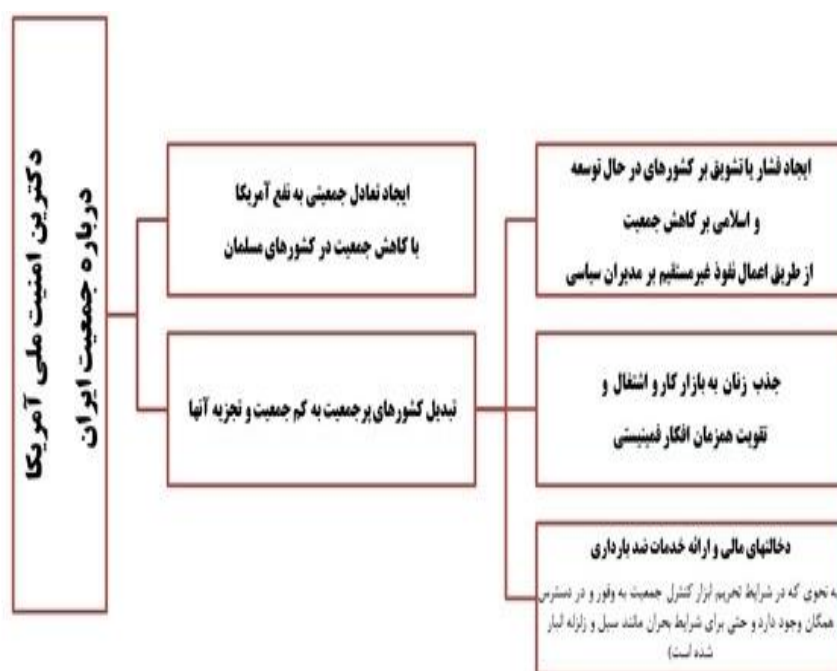 دکترین امنیت ملی آمریکا
درباره جمعیت ایران
ایجاد تعادل جمعیتی به نفع آمریکا
با کاهش جمعیت در کشورهای مسلمان
تبدیل کشورهای پرجمعیت به کم جمعیت و تجزیه آنها
ایجاد فشار یا تشویق بر کشورهای در حال توسعه
و اسلامی بر کاهش جمعیت
از طریق اعمال نفوذ غیرمستقیم بر مدیران سیاسی
جذب زنان به بازار کار و اشتغال و
تقویت همزمان افکار فمینیستی
دخالتهای مالی و ارائه خدمات ضد بارداری
به نحوی که در شرایط تحریم ابزار کنترل جمعیت به وفور و در دسترس
همگان وجود دارد و حتی برای شرایط بحران مانند سیل و زلزله انبار
شده است)